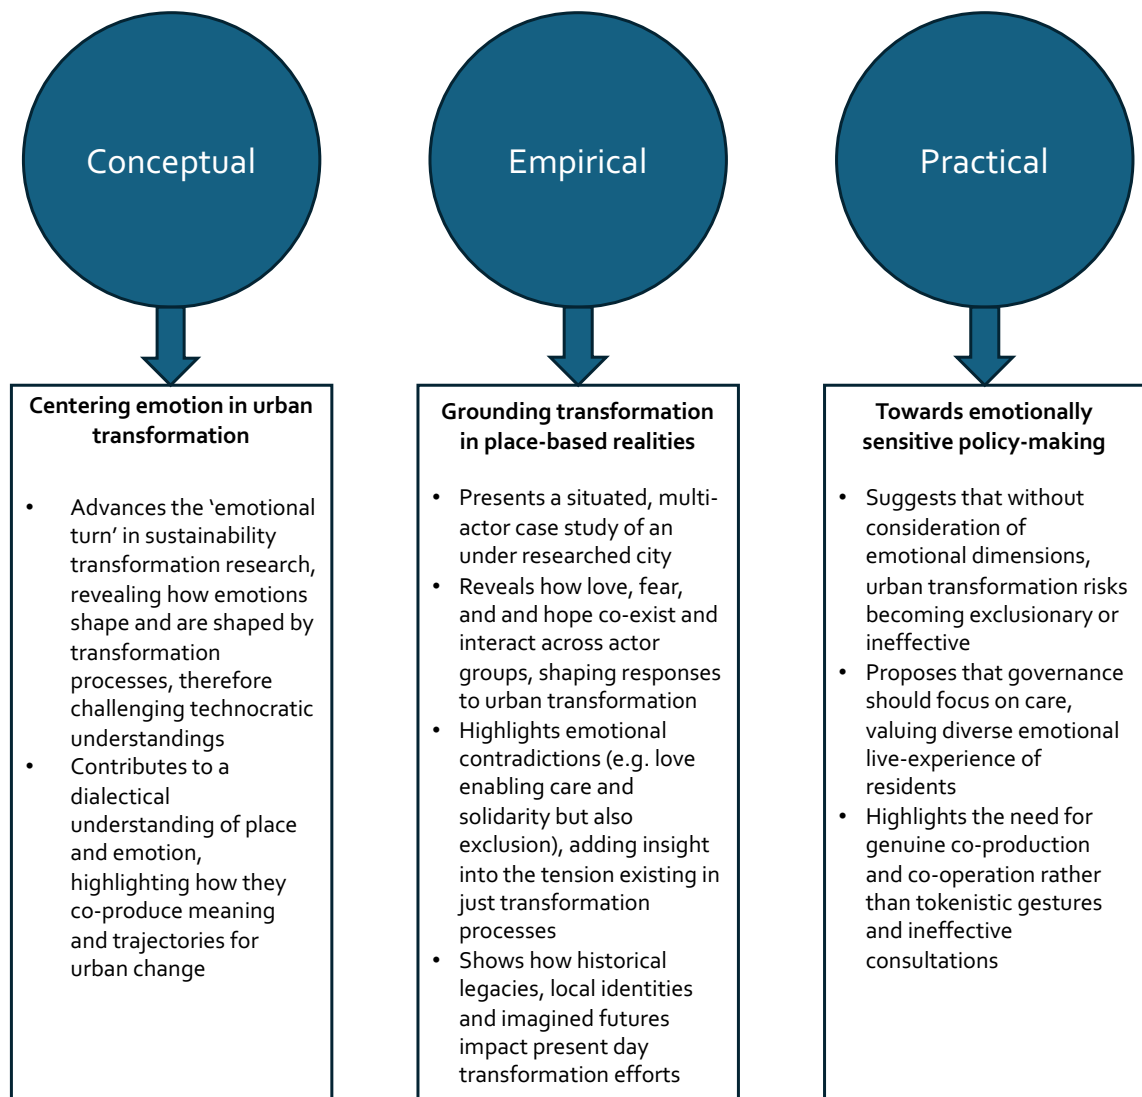 Conceptual
Centering emotion in urban
transformation
• Advances the ‘emotional
turn’ in sustainability
transformation research,
revealing how emotions
shape and are shaped by
transformation
processes, therefore
challenging technocratic
understandings
• Contributes to a
dialectical
understanding of place
and emotion,
highlighting how they
co-produce meaning
and trajectories for
urban change
Empirical
Grounding transformation
in place-based realities
• Presents a situated, multi-
actor case study of an
under researched city
• Reveals how love, fear,
and and hope co-exist and
interact across actor
groups, shaping responses
to urban transformation
• Highlights emotional
contradictions (e.g. love
enabling care and
solidarity but also
exclusion), adding insight
into the tension existing in
just transformation
processes
• Shows how historical
legacies, local identities
and imagined futures
impact present day
transformation efforts
Practical
Towards emotionally
sensitive policy-making
• Suggests that without
consideration of
emotional dimensions,
urban transformation risks
becoming exclusionary or
ineffective
• Proposes that governance
should focus on care,
valuing diverse emotional
live-experience of
residents
• Highlights the need for
genuine co-production
and co-operation rather
than tokenistic gestures
and ineffective
consultations